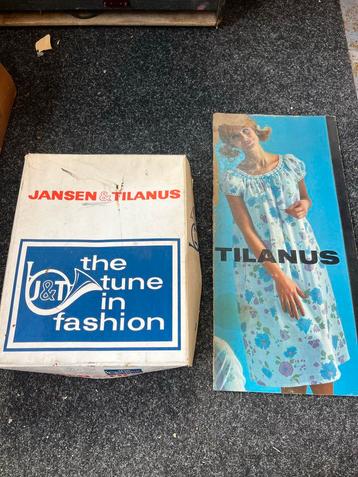 JANSEN & TILANUS
J&T
the
tune
in
fashion
TILANUS